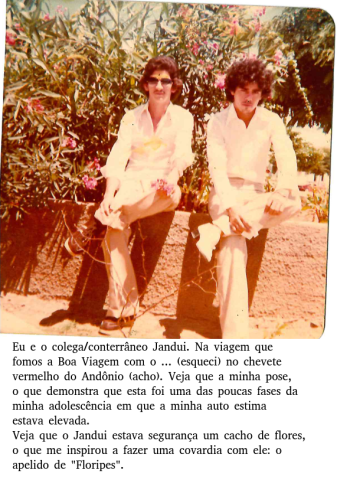 Eu e o colega/conterrâneo Jandui. Na viagem que
fomos a Boa Viagem com o ... (esqueci) no chevete
vermelho do Andônio (acho). Veja que a minha pose,
o que demonstra que esta foi uma das poucas fases da
minha adolescência em que a minha auto estima
estava elevada.
Veja que o Jandui estava segurança um cacho de flores,
o que me inspirou a fazer uma covardia com ele: o
apelido de "Floripes".